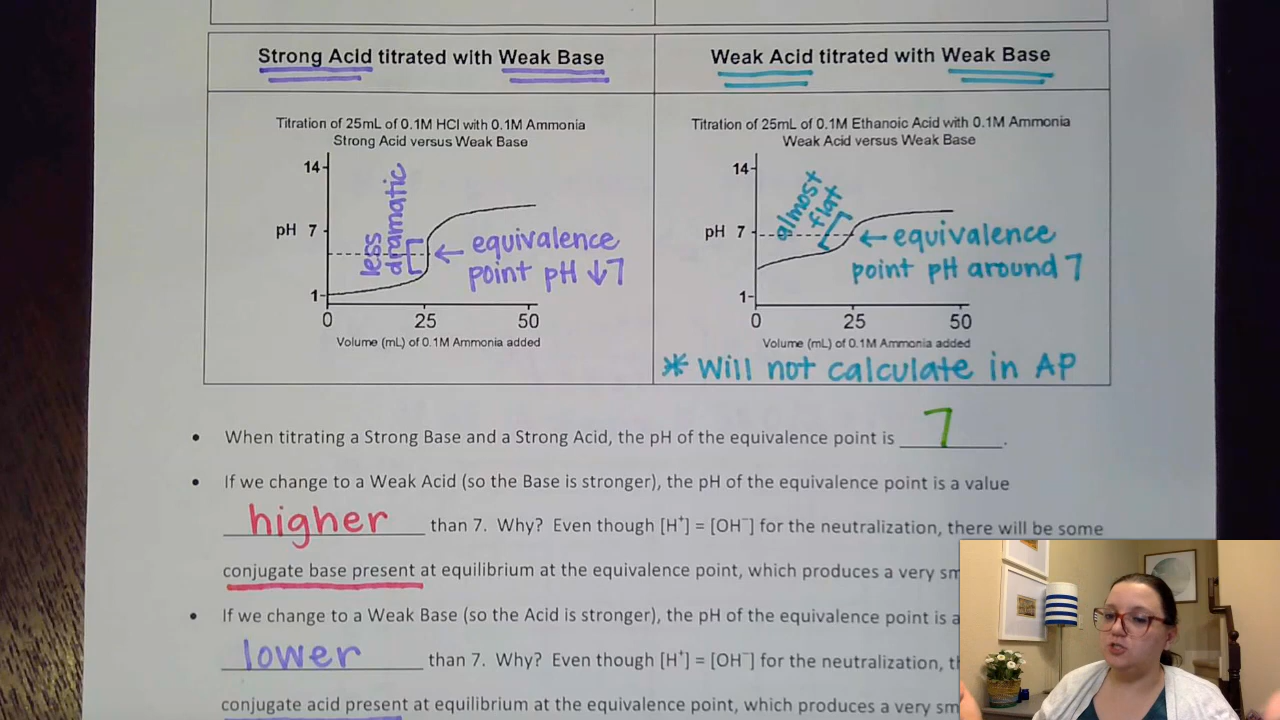 Strong Acid titrated with Weak Base
Weak Acid titrated with Weak Base
Titration of 25mL of 0.1M HCl with 0.1M Ammonia
Strong Acid versus Weak Base
14
pH 7
1
0 25 50
Volume (mL) of 0.1M Ammonia added
less
dramatic
← equivalence
point pH ↓7
Titration of 25mL of 0.1M Ethanoic Acid with 0.1M Ammonia
Weak Acid versus Weak Base
14
pH 7
1
0 25 50
Volume (mL) of 0.1M Ammonia added
almost
flat
← equivalence
point pH around 7
* Will not calculate in AP
• When titrating a Strong Base and a Strong Acid, the pH of the equivalence point is 7.
• If we change to a Weak Acid (so the Base is stronger), the pH of the equivalence point is a value
higher than 7. Why? Even though [H⁺] = [OH⁻] for the neutralization, there will be some
conjugate base present at equilibrium at the equivalence point, which produces a very sm
• If we change to a Weak Base (so the Acid is stronger), the pH of the equivalence point is a
lower than 7. Why? Even though [H⁺] = [OH⁻] for the neutralization, t
conjugate acid present at equilibrium at the equivalence point, which produces a very sm